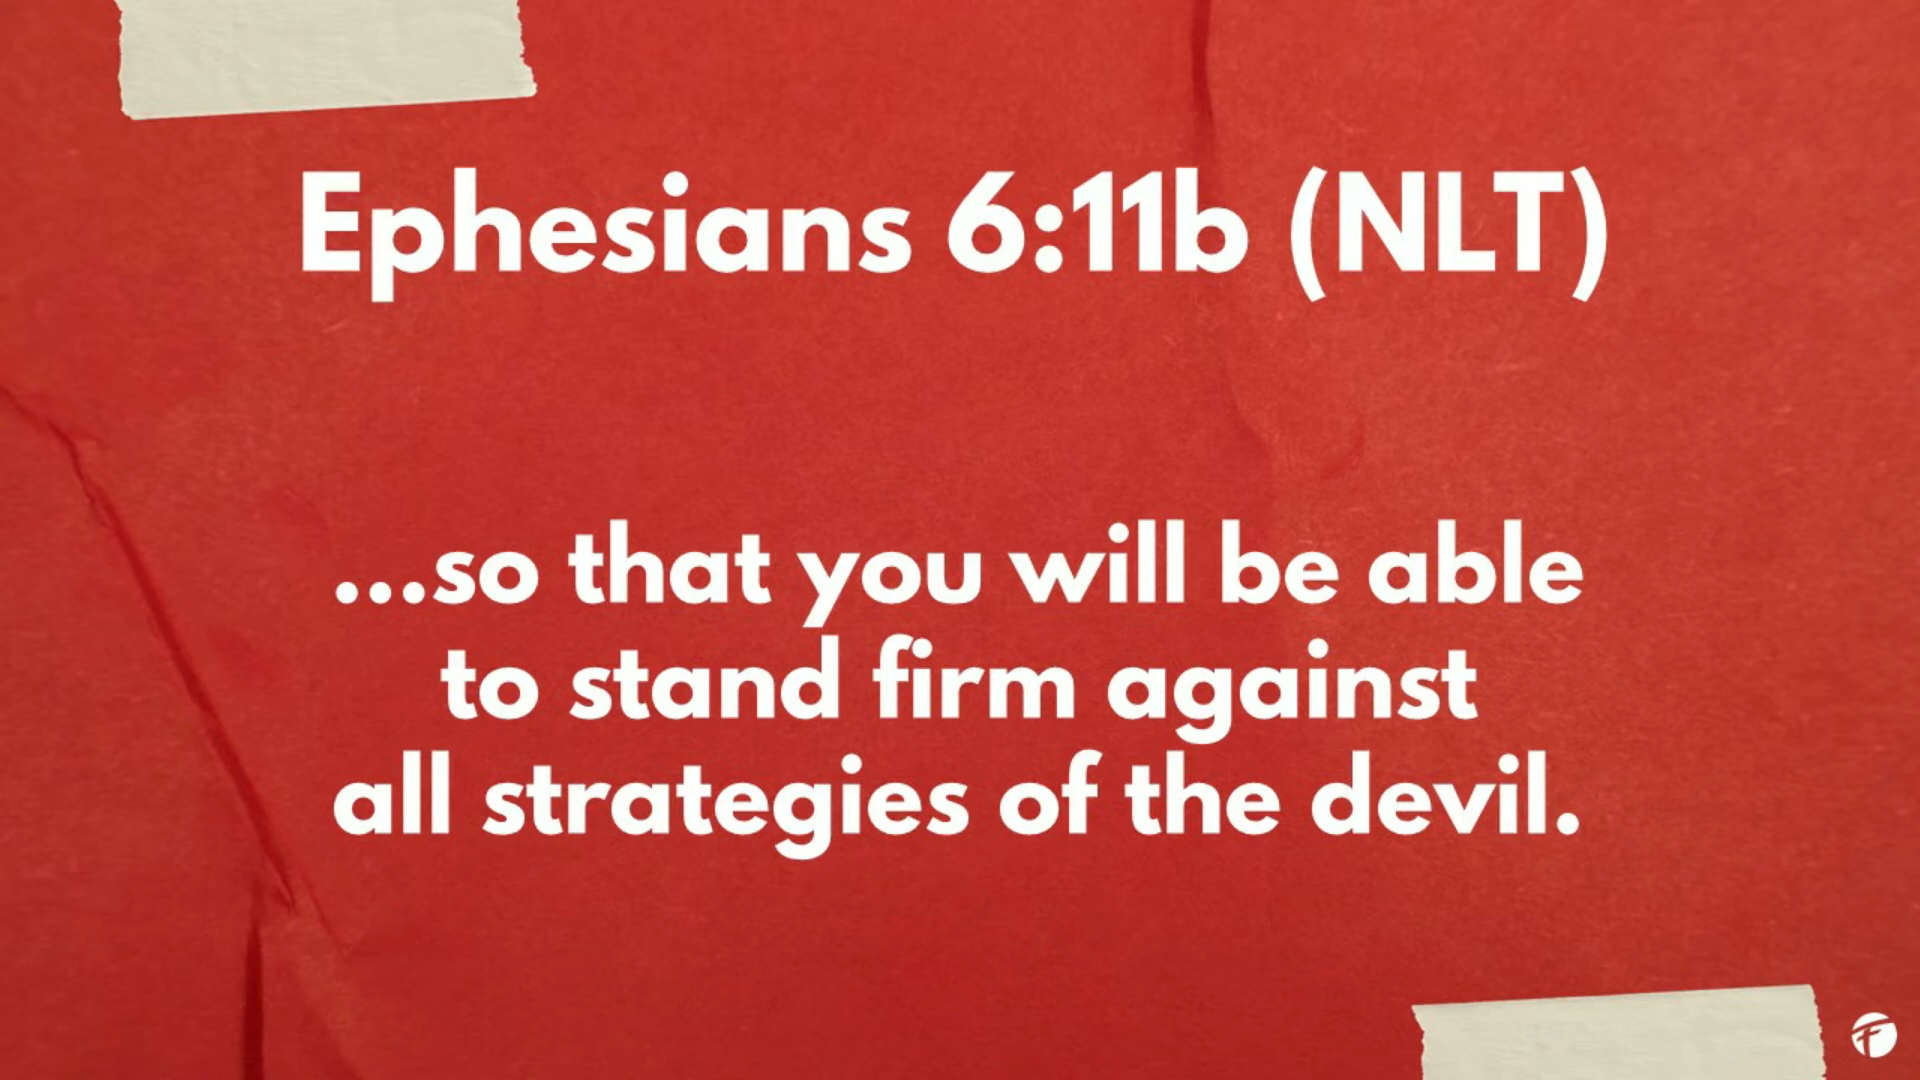 Ephesians 6:11b (NLT)
...so that you will be able
to stand firm against
all strategies of the devil.